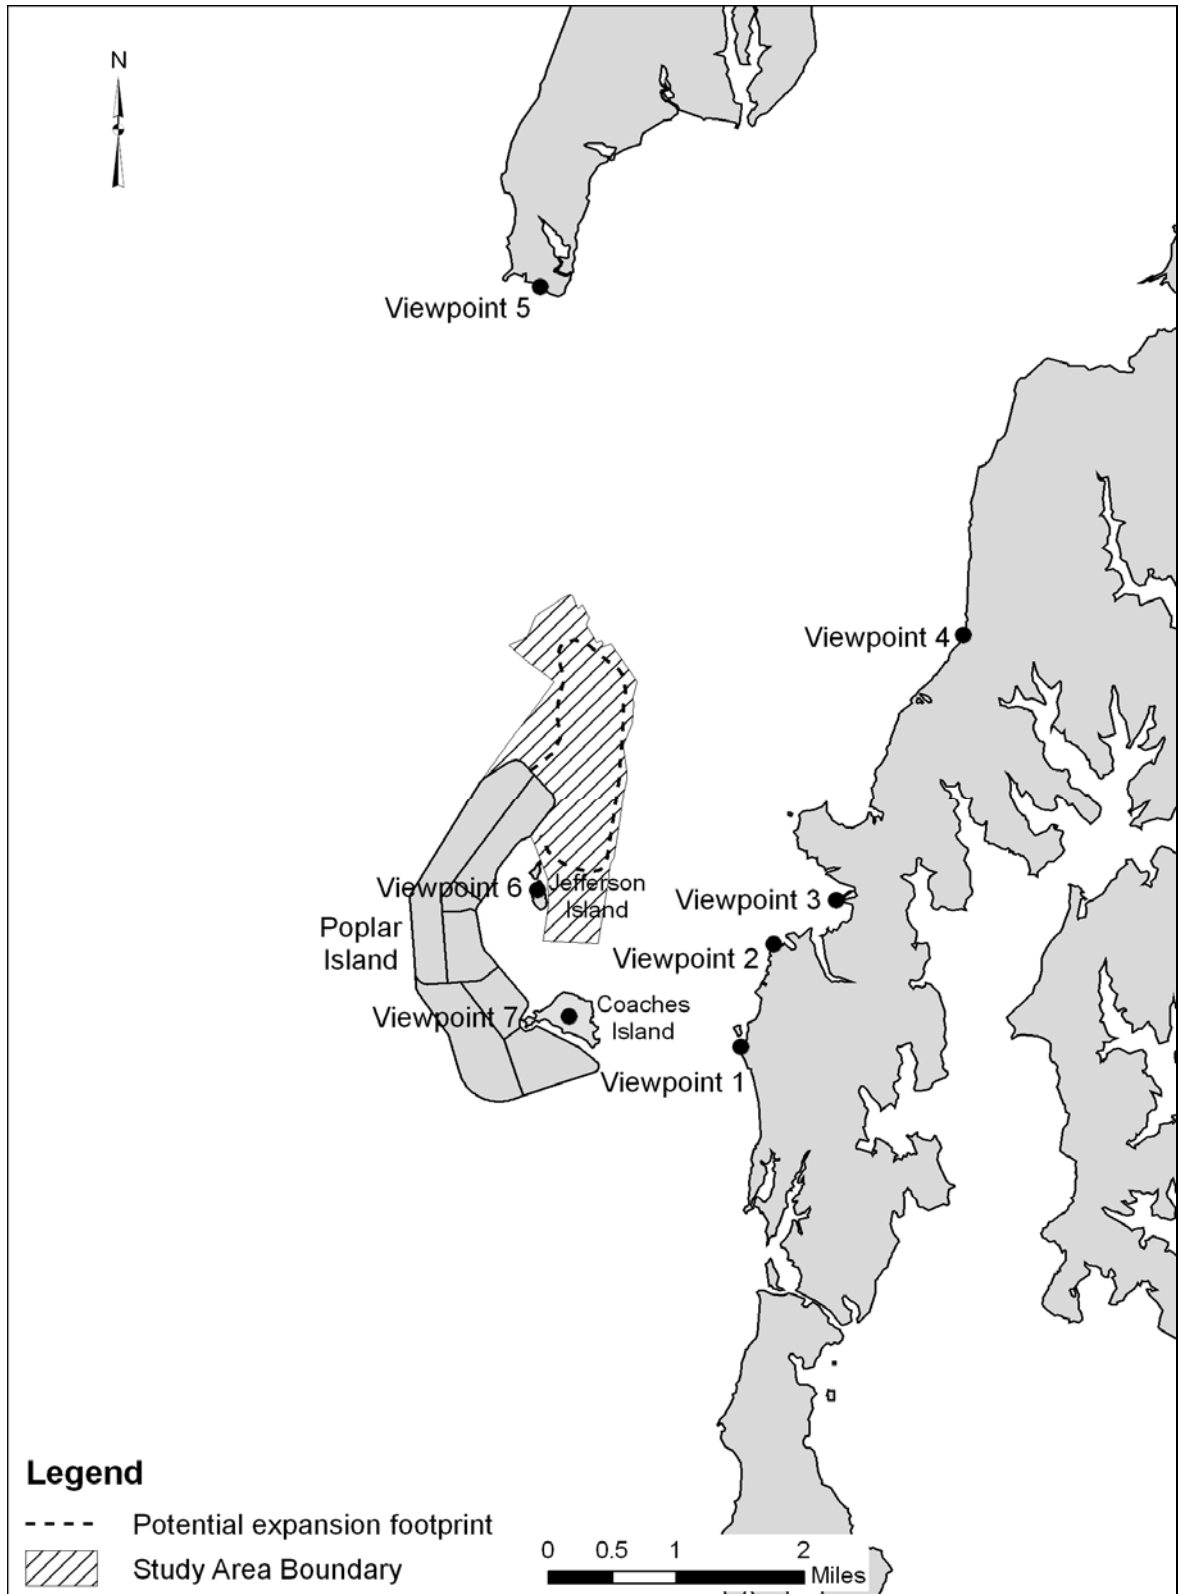 N
Viewpoint 5
Viewpoint 4
Viewpoint 6
Jefferson
Island
Viewpoint 3
Poplar
Island
Viewpoint 2
Viewpoint 7
Coaches
Island
Viewpoint 1
Legend
Potential expansion footprint
Study Area Boundary
0 0.5 1 2
Miles